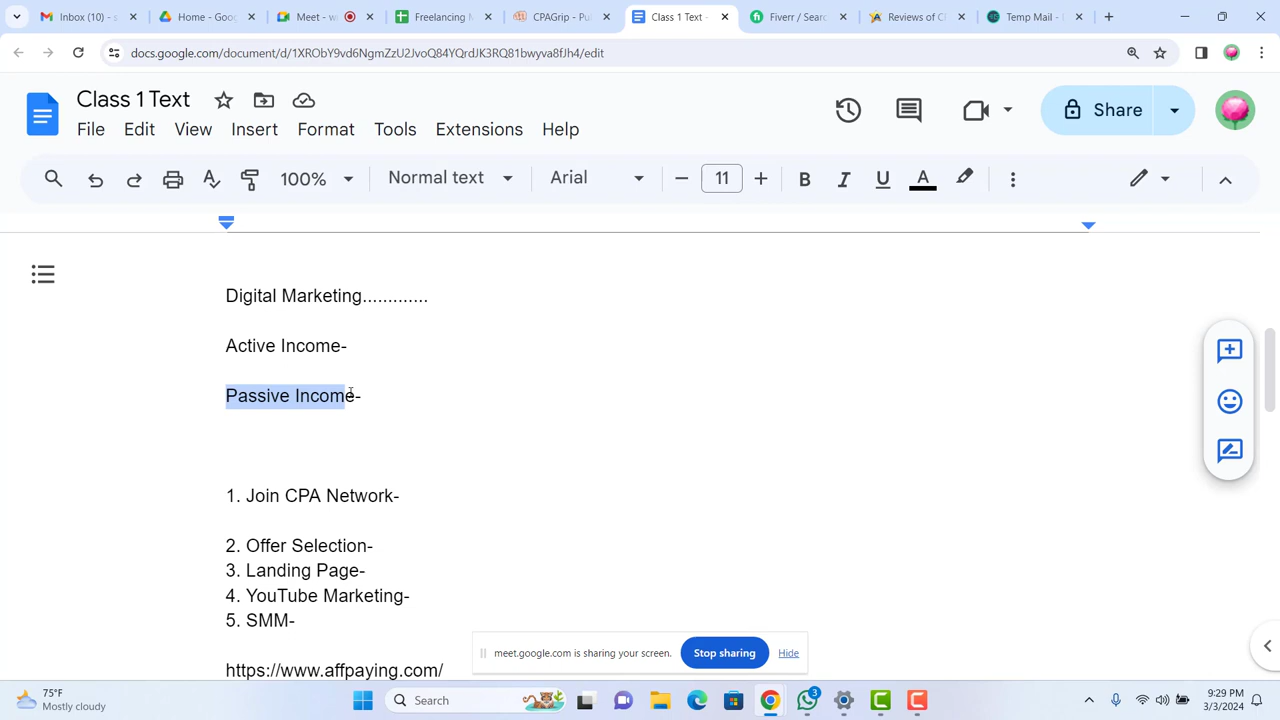 Inbox (10) -
Home - Goo
Meet - w
Freelancing M
CPAGrip - Pu
Class 1 Text -
Fiverr / Sear
Reviews of C
Temp Mail -
docs.google.com/document/d/1XRObY9vd6NgmZzU2JvoQ84YQrdJK3RQ81bwyva8fJh4/edit
Class 1 Text
Share
File Edit View Insert Format Tools Extensions Help
100% Normal text Arial 11 B I U A
Digital Marketing.............
Active Income-
Passive Income-
1. Join CPA Network-
2. Offer Selection-
3. Landing Page-
4. YouTube Marketing-
5. SMM-
meet.google.com is sharing your screen. Stop sharing Hide
https://www.affpaying.com/
75°F
Mostly cloudy
Search
3
9:29 PM
3/3/2024